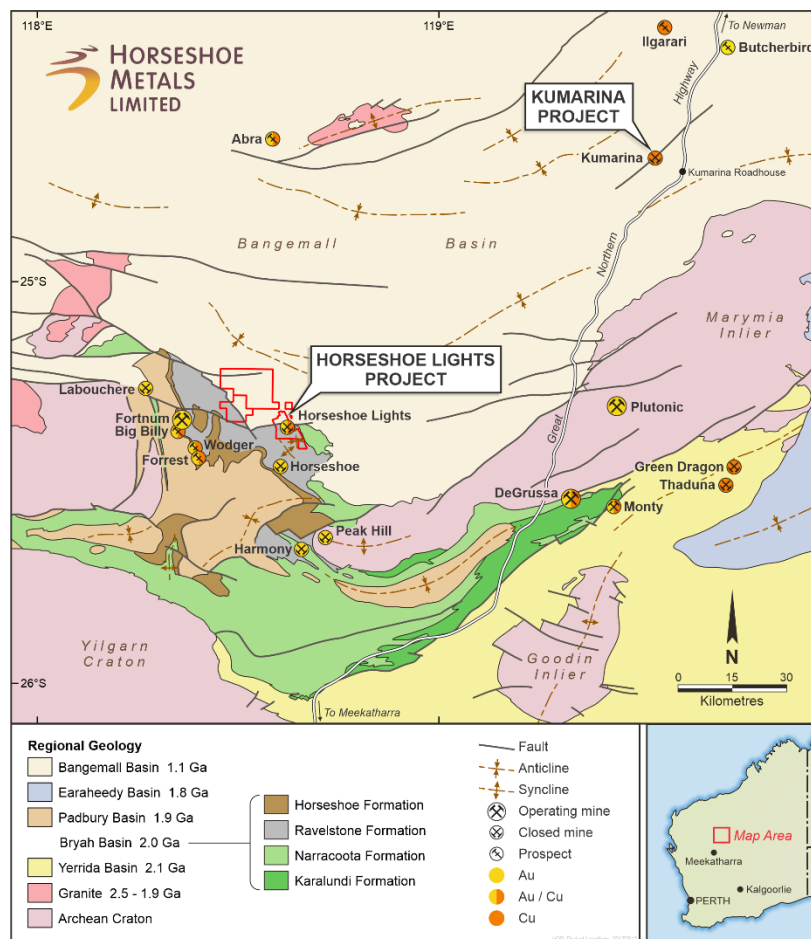 118°E
119°E
To Newman
HORSESHOE
METALS
LIMITED
Ilgarari
Butcherbird
Highway
KUMARINA
PROJECT
Abra
Kumarina
Kumarina Roadhouse
Bangemall Basin
Northern
25°S
Marymia
Inlier
HORSESHOE LIGHTS
PROJECT
Labouchere
Horseshoe Lights
Fortnum
Big Billy
Plutonic
Great
Wodger
Forrest
Horseshoe
Green Dragon
Thaduna
DeGrussa
Monty
Peak Hill
Harmony
Yilgarn
Craton
Goodin
Inlier
N
0 15 30
Kilometres
26°S
To Meekatharra
Regional Geology
Bangemall Basin 1.1 Ga
Earaheedy Basin 1.8 Ga
Padbury Basin 1.9 Ga
Bryah Basin 2.0 Ga
Yerrida Basin 2.1 Ga
Granite 2.5 - 1.9 Ga
Archean Craton
Horseshoe Formation
Ravelstone Formation
Narracoota Formation
Karalundi Formation
Fault
Anticline
Syncline
Operating mine
Closed mine
Prospect
Au
Au / Cu
Cu
Map Area
Meekatharra
Kalgoorlie
PERTH